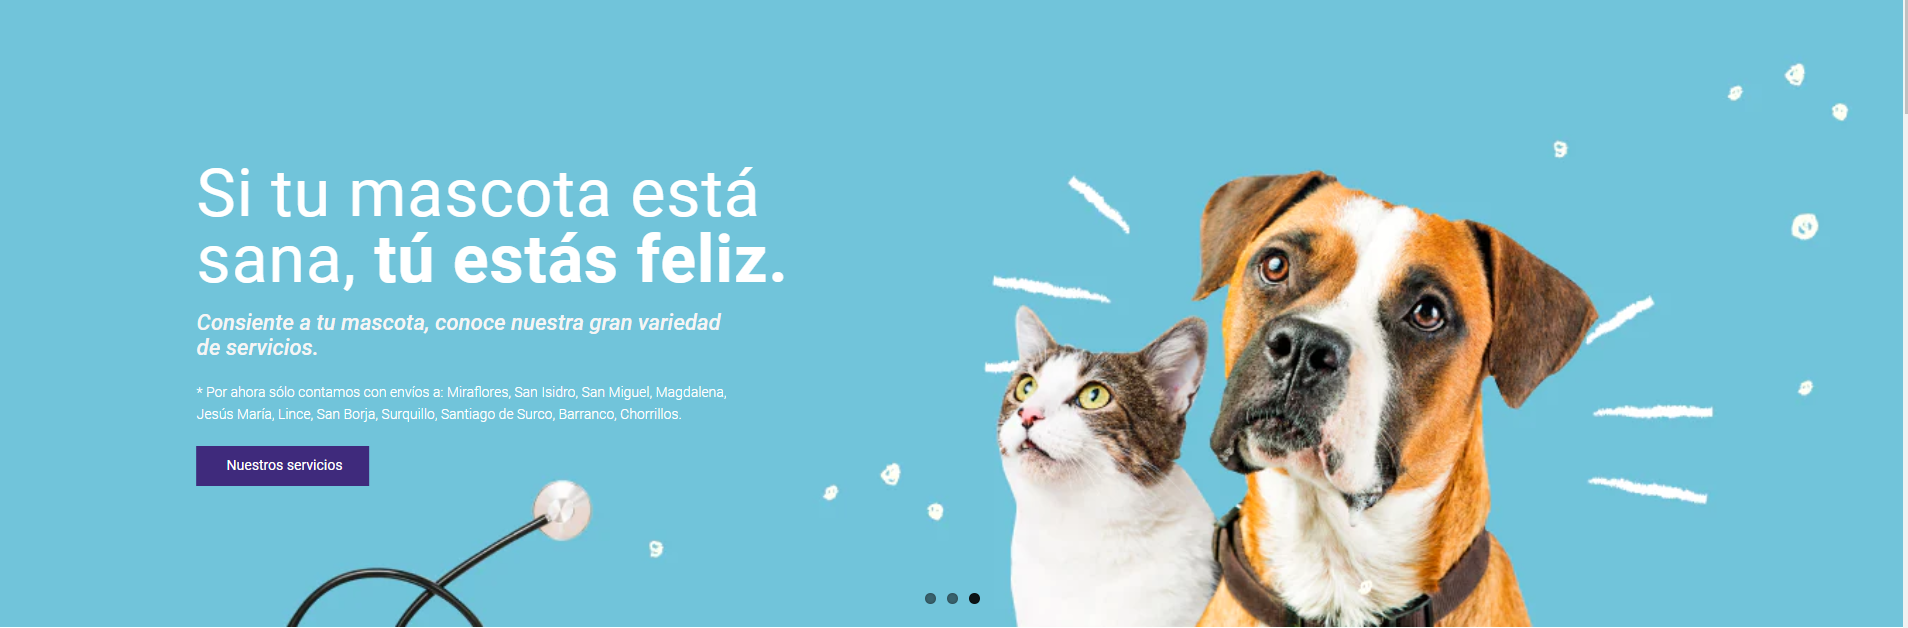 Si tu mascota está
sana, tú estás feliz.
Consiente a tu mascota, conoce nuestra gran variedad
de servicios.
* Por ahora sólo contamos con envíos a: Miraflores, San Isidro, San Miguel, Magdalena,
Jesús María, Lince, San Borja, Surquillo, Santiago de Surco, Barranco, Chorrillos.
Nuestros servicios